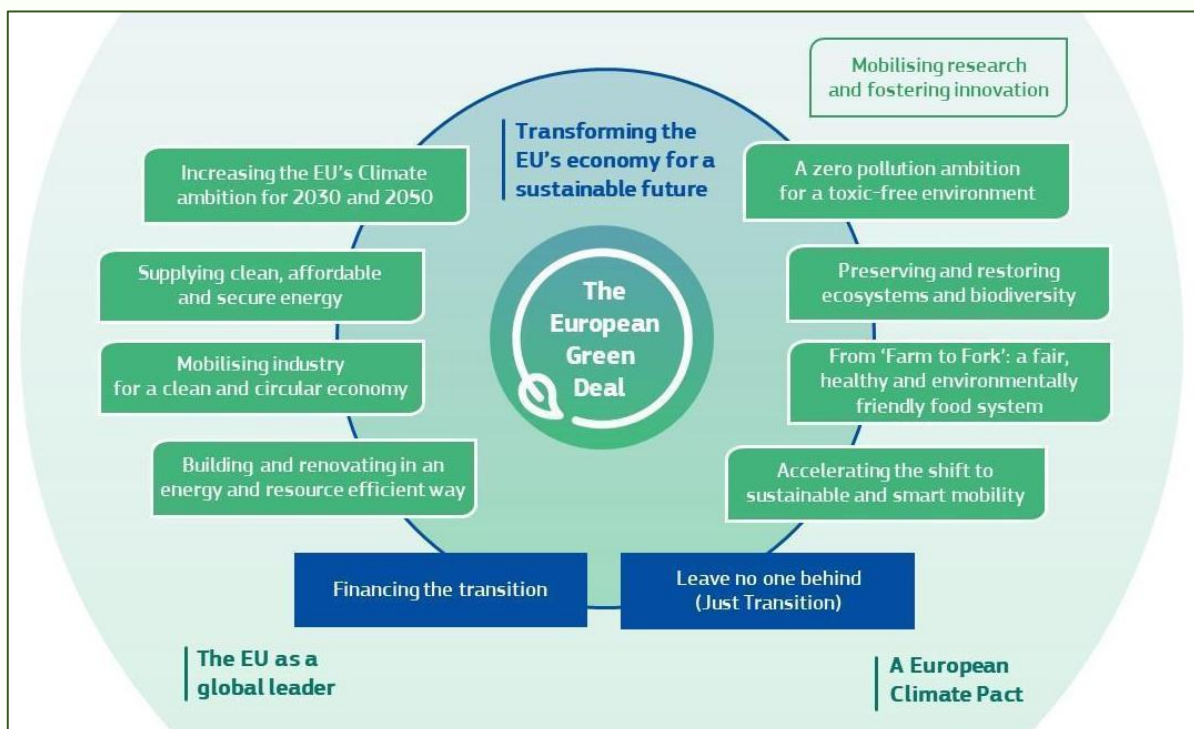 Mobilising research
and fostering innovation
Transforming the
EU's economy for a
sustainable future
Increasing the EU's Climate
ambition for 2030 and 2050
A zero pollution ambition
for a toxic-free environment
Supplying clean, affordable
and secure energy
Preserving and restoring
ecosystems and biodiversity
The
European
Green
Deal
Mobilising industry
for a clean and circular economy
From ‘Farm to Fork’: a fair,
healthy and environmentally
friendly food system
Building and renovating in an
energy and resource efficient way
Accelerating the shift to
sustainable and smart mobility
Financing the transition
Leave no one behind
(Just Transition)
The EU as a
global leader
A European
Climate Pact